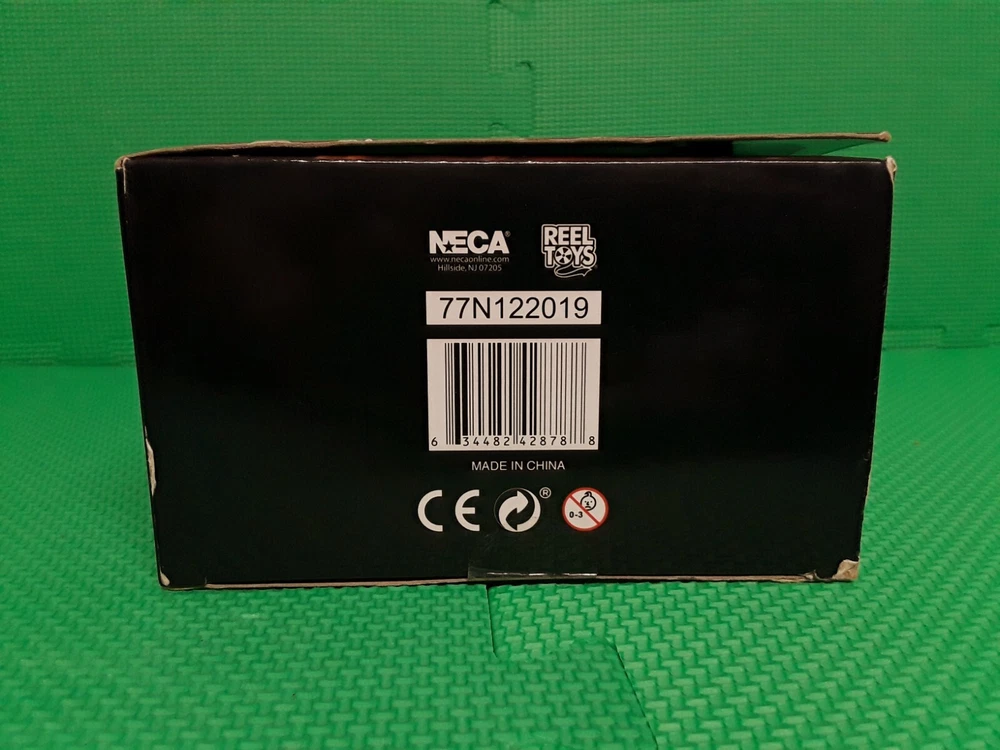 NECA®
www.necaonline.com
Hillside, NJ 07205
REEL
TOYS
77N122019
6 34482 42878 8
MADE IN CHINA
CE ®
0-3